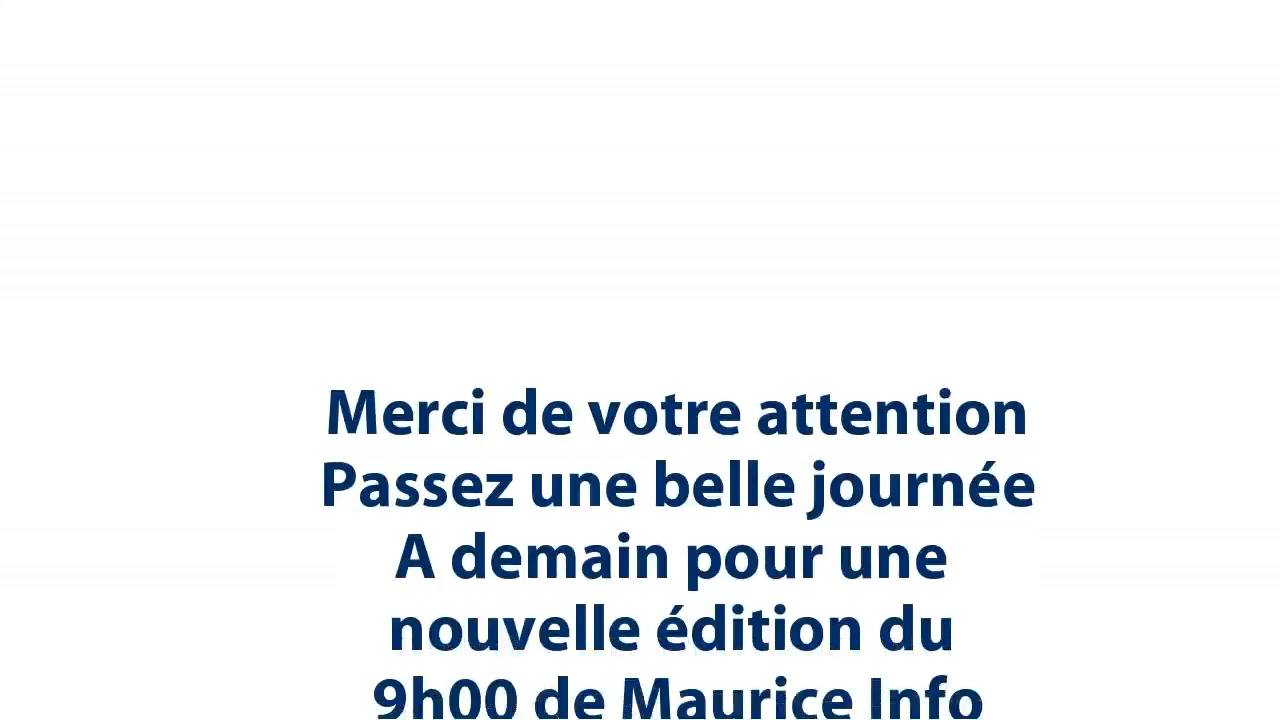 Merci de votre attention
Passez une belle journée
A demain pour une
nouvelle édition du
9h00 de Maurice Info